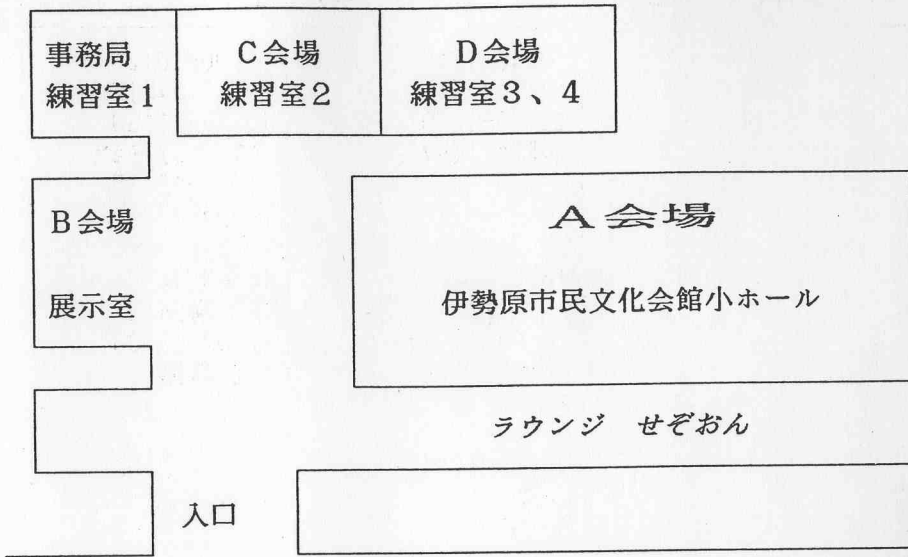 事務局
練習室1
C会場
練習室2
D会場
練習室3、4
B会場
展示室
A会場
伊勢原市民文化会館小ホール
ラウンジ　せぞおん
入口